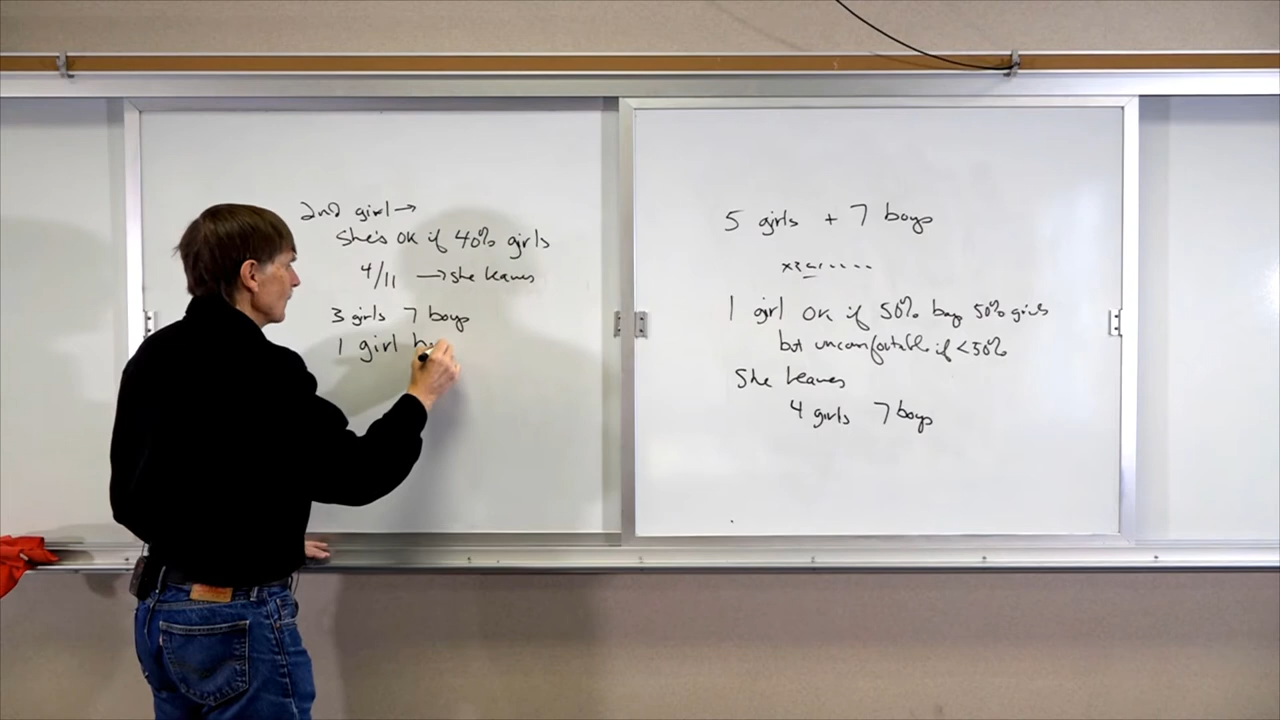 2nd girl →
she's OK if 40% girls
4/11 → she leaves
3 girls 7 boys
1 girl
5 girls + 7 boys
1 girl OK if 50% boy 50% girls
but uncomfortable if <50%
She leaves
4 girls 7 boys